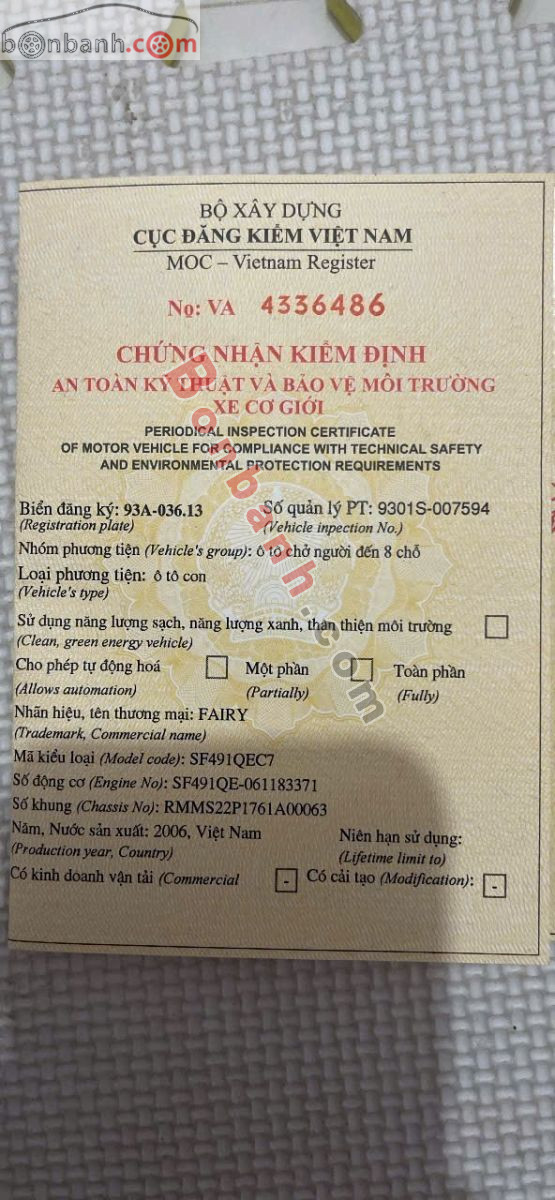 bonbanh.com
BỘ XÂY DỰNG
CỤC ĐĂNG KIỂM VIỆT NAM
MOC – Vietnam Register
No: VA 4336486
CHỨNG NHẬN KIỂM ĐỊNH
AN TOÀN KỸ THUẬT VÀ BẢO VỆ MÔI TRƯỜNG
XE CƠ GIỚI
PERIODICAL INSPECTION CERTIFICATE
OF MOTOR VEHICLE FOR COMPLIANCE WITH TECHNICAL SAFETY
AND ENVIRONMENTAL PROTECTION REQUIREMENTS
Biển đăng ký: 93A-036.13 Số quản lý PT: 9301S-007594
(Registration plate) (Vehicle inpection No.)
Nhóm phương tiện (Vehicle's group): ô tô chở người đến 8 chỗ
Loại phương tiện: ô tô con
(Vehicle's type)
Sử dụng năng lượng sạch, năng lượng xanh, thân thiện môi trường
(Clean, green energy vehicle)
Cho phép tự động hoá Một phần Toàn phần
(Allows automation) (Partially) (Fully)
Nhãn hiệu, tên thương mại: FAIRY
(Trademark, Commercial name)
Mã kiểu loại (Model code): SF491QEC7
Số động cơ (Engine No): SF491QE-061183371
Số khung (Chassis No): RMMS22P1761A00063
Năm, Nước sản xuất: 2006, Việt Nam Niên hạn sử dụng:
(Production year, Country) (Lifetime limit to)
Có kinh doanh vận tải (Commercial - Có cải tạo (Modification): -
Bonbanh.com